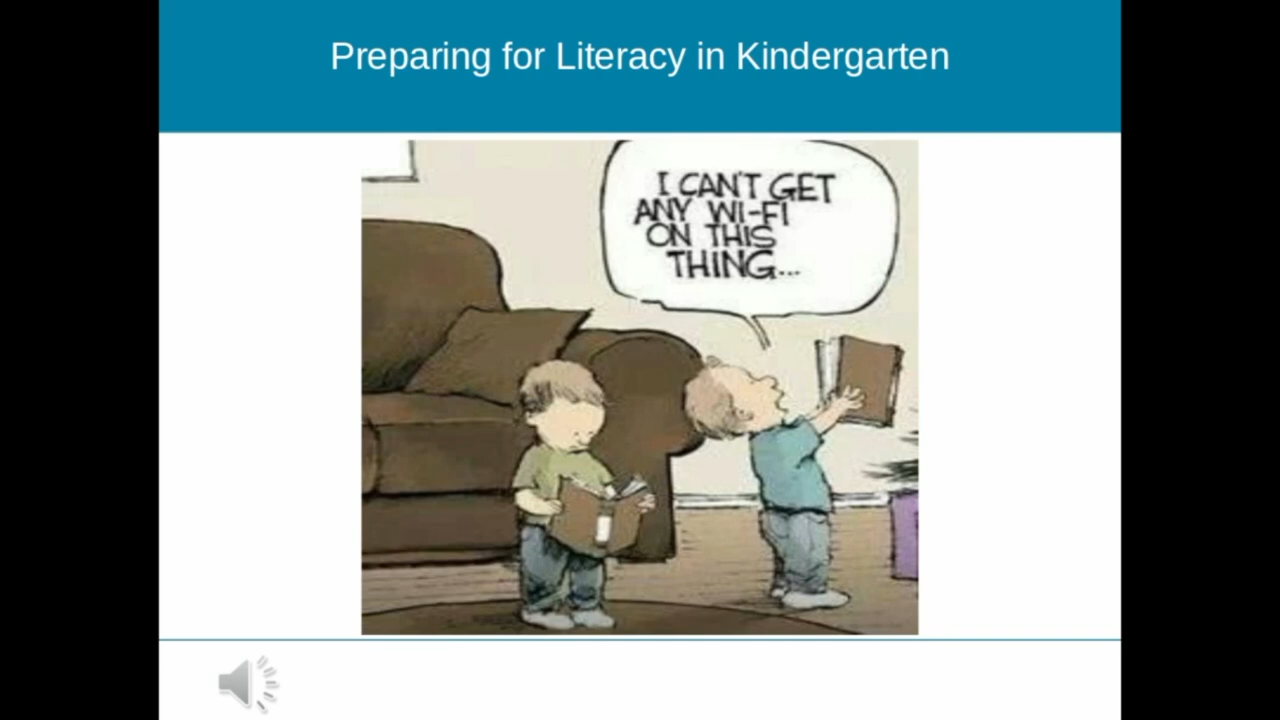 Preparing for Literacy in Kindergarten
I CAN'T GET
ANY WI-FI
ON THIS
THING...